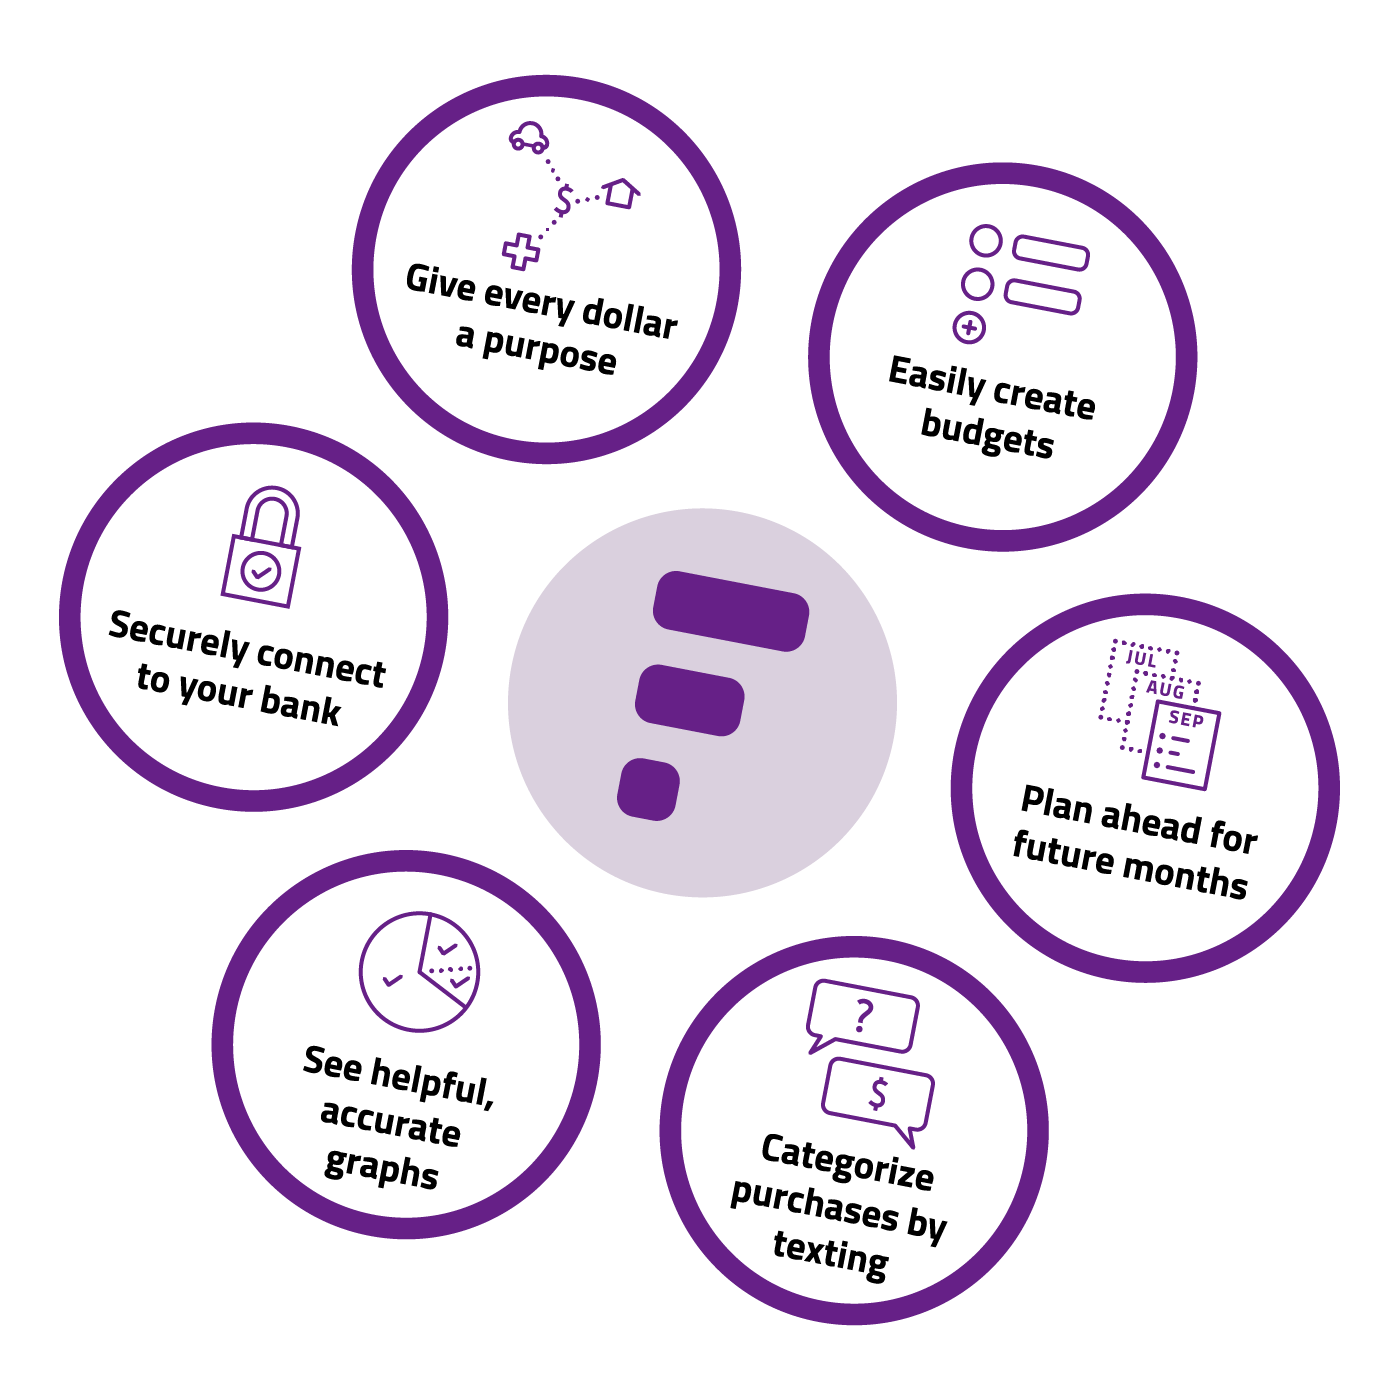 $
Give every dollar
a purpose
Easily create
budgets
Securely connect
to your bank
JUL
AUG
SEP
Plan ahead for
future months
See helpful,
accurate
graphs
?
$
Categorize
purchases by
texting